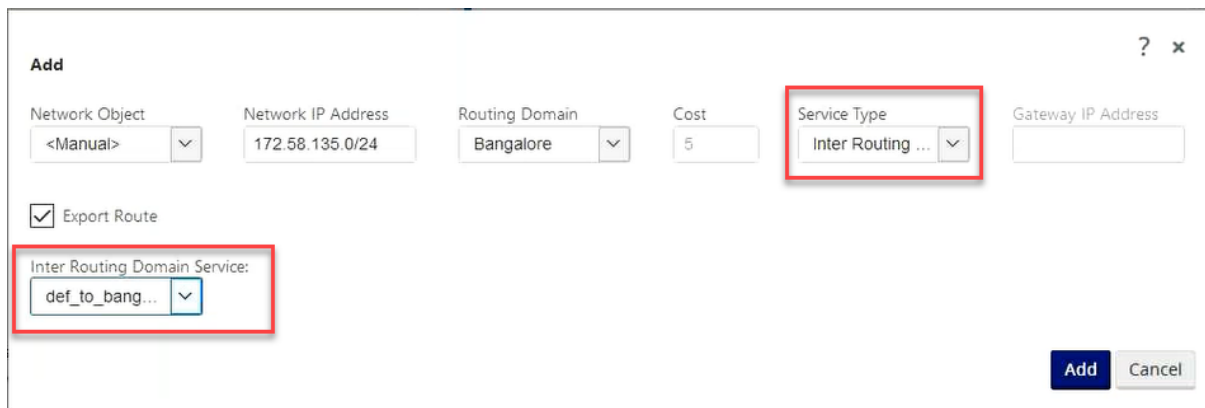 ? ×
Add
Network Object Network IP Address Routing Domain Cost Service Type Gateway IP Address
<Manual> 172.58.135.0/24 Bangalore 5 Inter Routing ...
Export Route
Inter Routing Domain Service:
def_to_bang...
Add Cancel